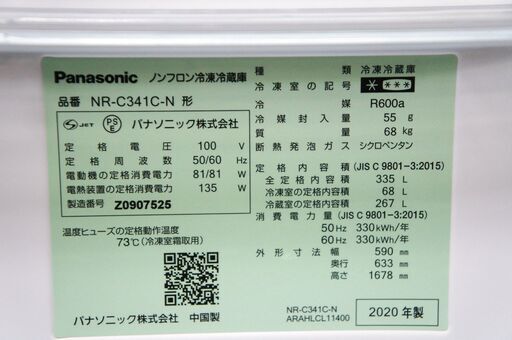 Panasonic ノンフロン冷凍冷蔵庫
品番 NR-C341C-N 形
JET PSE パナソニック株式会社
定格電圧 100 V
定格周波数 50/60 Hz
電動機の定格消費電力 81/81 W
電熱装置の定格消費電力 135 W
製造番号 Z0907525
温度ヒューズの定格動作温度
73℃(冷凍室霜取用)
パナソニック株式会社 中国製
種類 冷凍冷蔵庫
冷凍室の記号 * ***
冷媒 R600a
冷媒封入量 55 g
質量 68 kg
断熱発泡ガス シクロペンタン
定格内容積 (JIS C 9801-3:2015)
全定格内容積 335 L
冷凍室の定格内容積 68 L
冷蔵室の定格内容積 267 L
消費電力量 (JIS C 9801-3:2015)
50Hz 330kWh/年
60Hz 330kWh/年
外形寸法 幅 590 mm
奥行 633 mm
高さ 1678 mm
NR-C341C-N
ARAHLCL11400
2020 年製